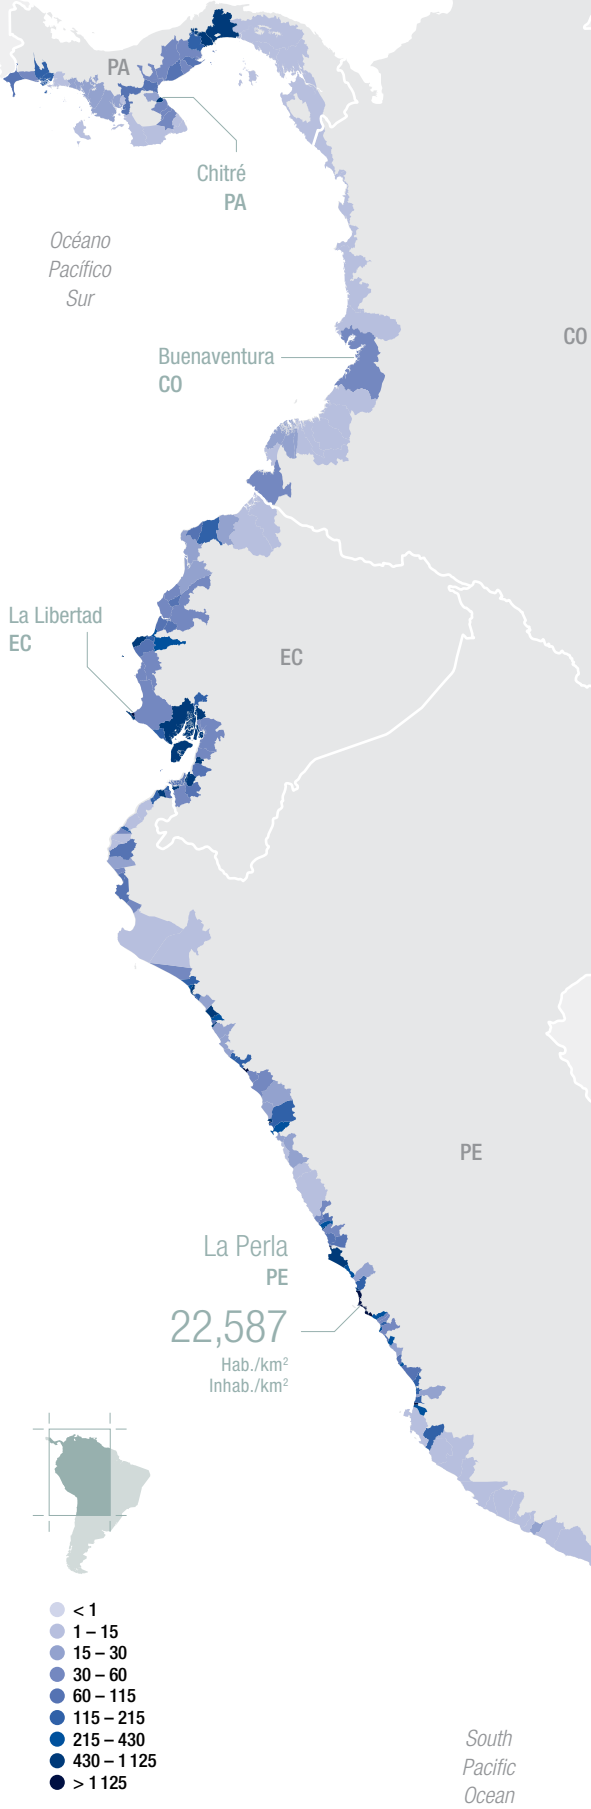 PA
Chitré
PA
Océano
Pacífico
Sur
CO
Buenaventura
CO
La Libertad
EC
EC
PE
La Perla
PE
22,587
Hab./km²
Inhab./km²
< 1
1 – 15
15 – 30
30 – 60
60 – 115
115 – 215
215 – 430
430 – 1 125
> 1 125
South
Pacific
Ocean